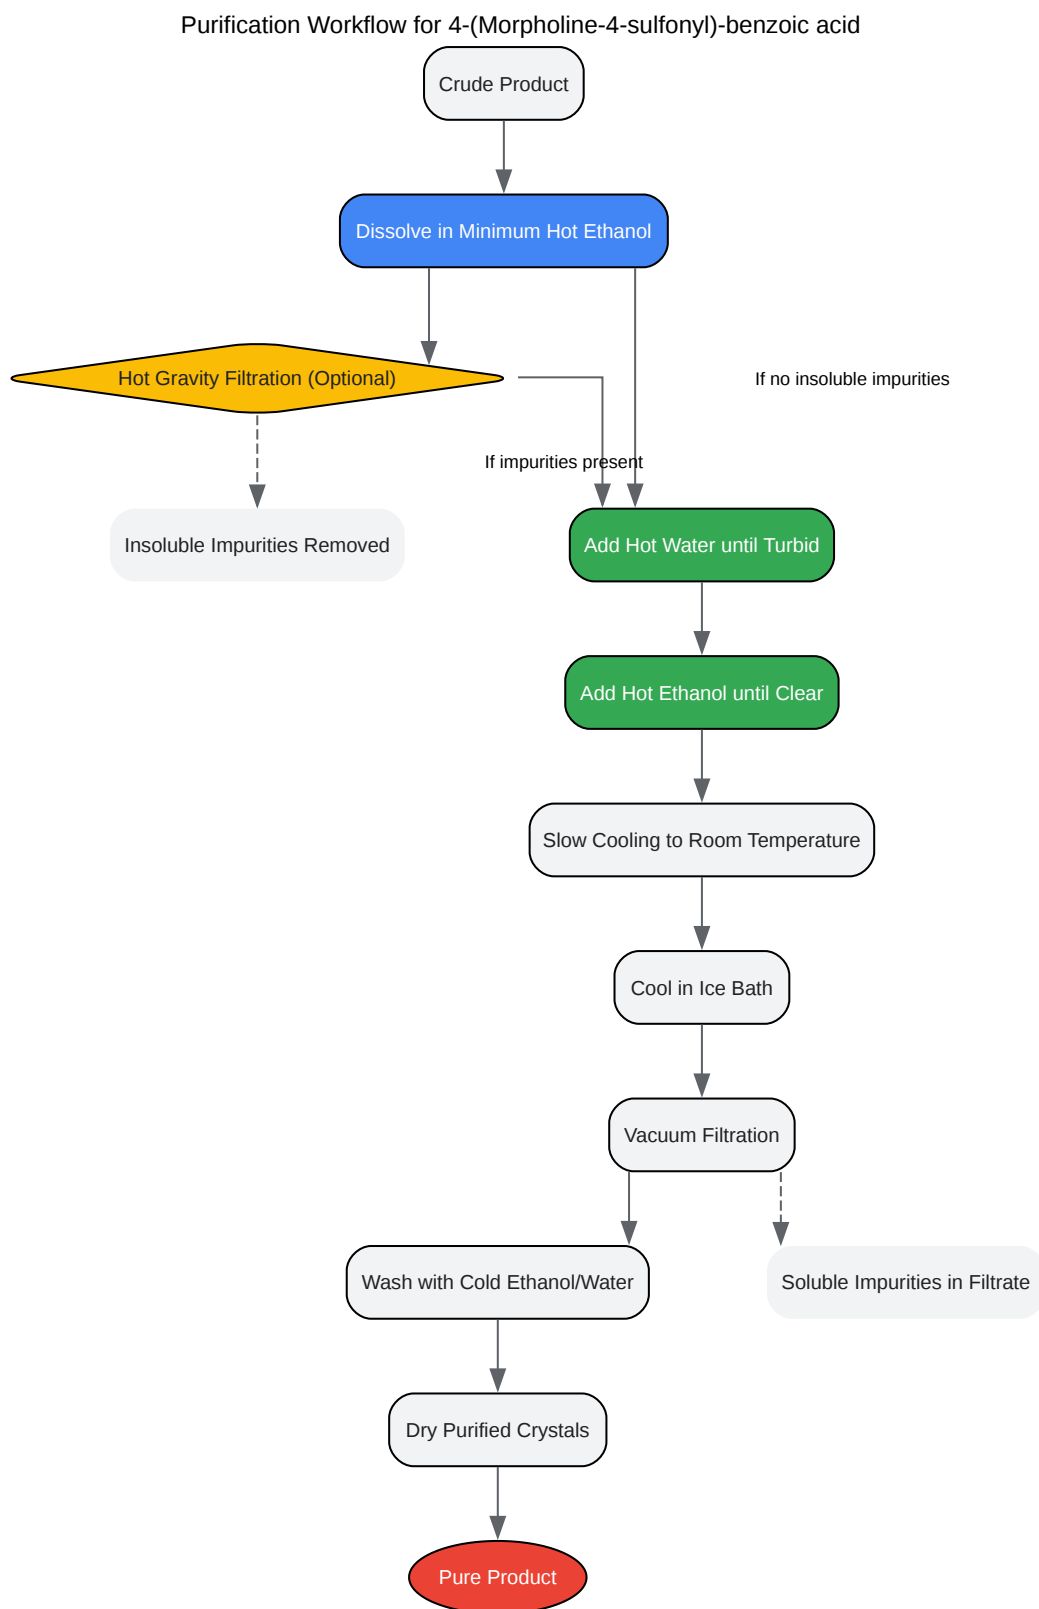 Purification Workflow for 4-(Morpholine-4-sulfonyl)-benzoic acid
Crude Product
Dissolve in Minimum Hot Ethanol
Hot Gravity Filtration (Optional)
If no insoluble impurities
If impurities present
Insoluble Impurities Removed
Add Hot Water until Turbid
Add Hot Ethanol until Clear
Slow Cooling to Room Temperature
Cool in Ice Bath
Vacuum Filtration
Wash with Cold Ethanol/Water
Soluble Impurities in Filtrate
Dry Purified Crystals
Pure Product